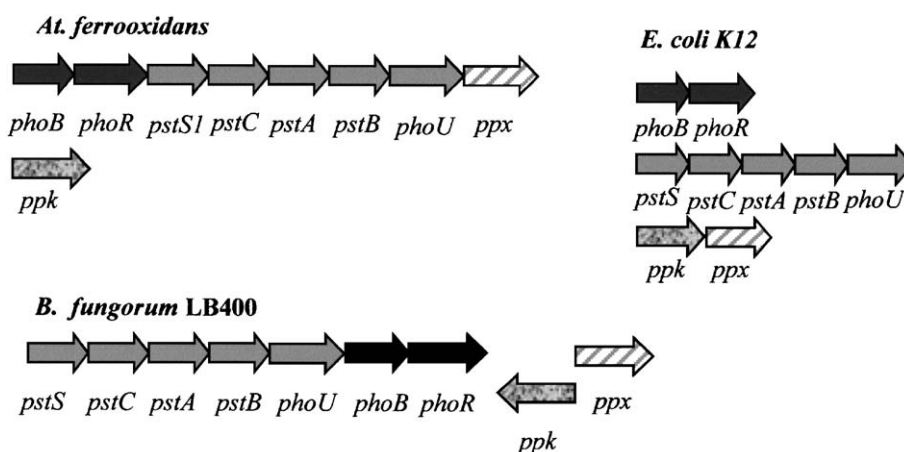 At. ferrooxidans
phoB phoR pstS1 pstC pstA pstB phoU ppx
ppk
E. coli K12
phoB phoR
pstS pstC pstA pstB phoU
ppk ppx
B. fungorum LB400
pstS pstC pstA pstB phoU phoB phoR
ppk
ppx